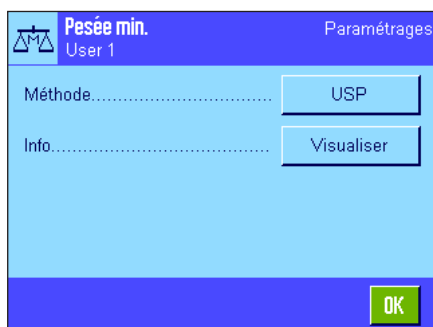 Pesée min.
Paramétrages
User 1
Méthode................................ USP
Info....................................... Visualiser
OK